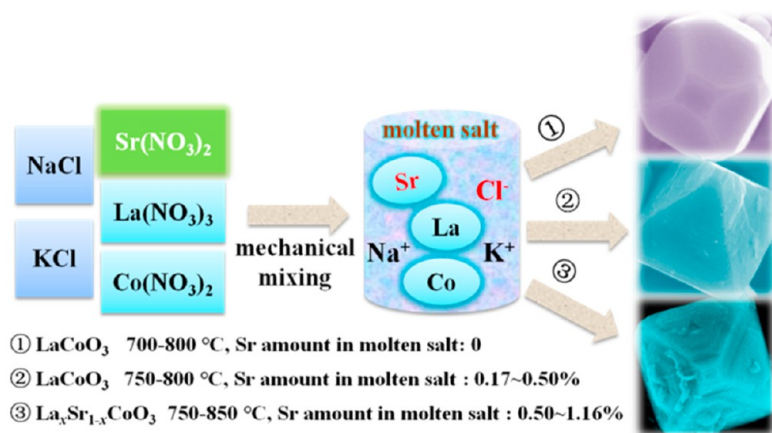 NaCl
KCl
Sr(NO₃)₂
La(NO₃)₃
Co(NO₃)₂
mechanical
mixing
molten salt
Sr
Cl⁻
La
Na⁺
K⁺
Co
①
②
③
① LaCoO₃ 700-800 °C, Sr amount in molten salt: 0
② LaCoO₃ 750-800 °C, Sr amount in molten salt : 0.17~0.50%
③ LaₓSr₁₋ₓCoO₃ 750-850 °C, Sr amount in molten salt : 0.50~1.16%